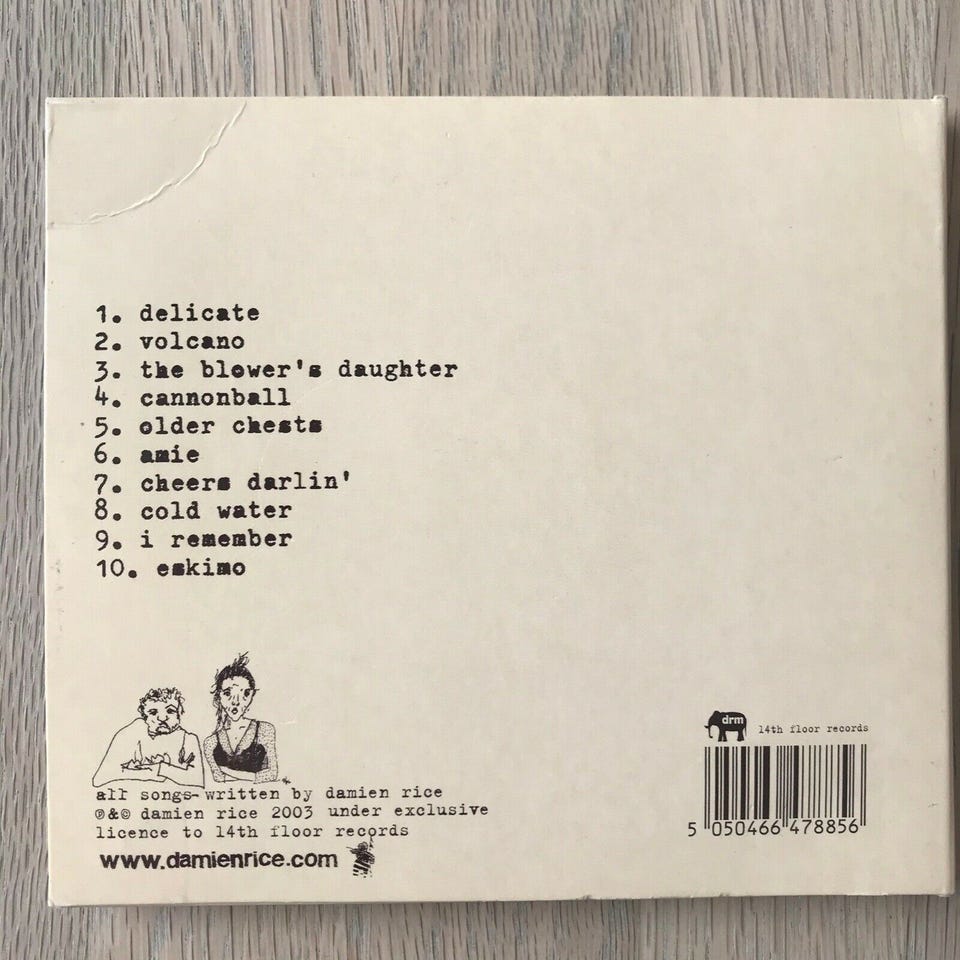 1. delicate
2. volcano
3. the blower's daughter
4. cannonball
5. older chests
6. amie
7. cheers darlin'
8. cold water
9. i remember
10. eskimo
all songs written by damien rice
℗&© damien rice 2003 under exclusive
licence to 14th floor records
www.damienrice.com
drm 14th floor records
5 050466 478856